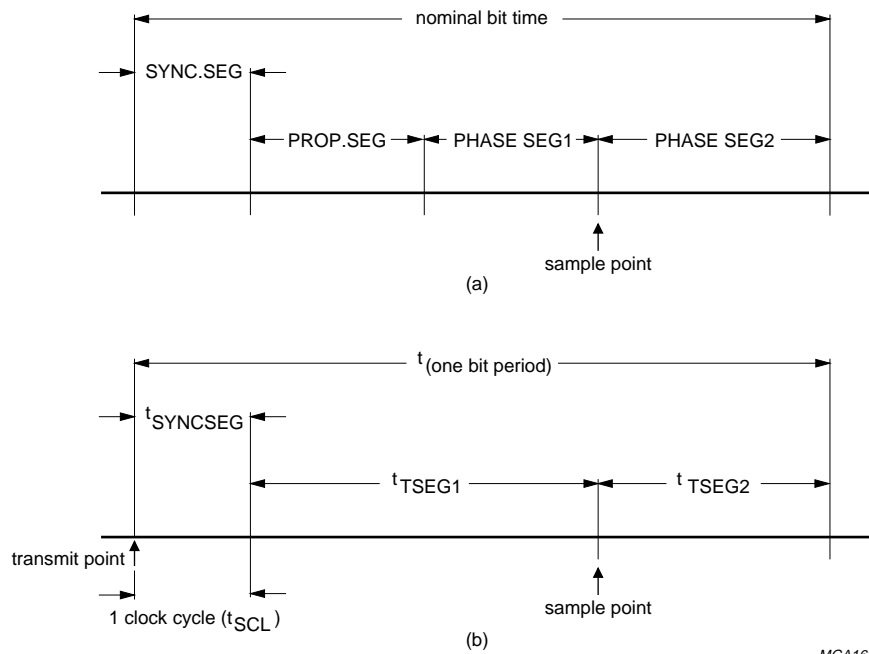 nominal bit time
SYNC.SEG
PROP.SEG PHASE SEG1 PHASE SEG2
sample point
(a)
t(one bit period)
tSYNCSEG
tTSEG1 tTSEG2
transmit point
1 clock cycle (tSCL)
sample point
(b)